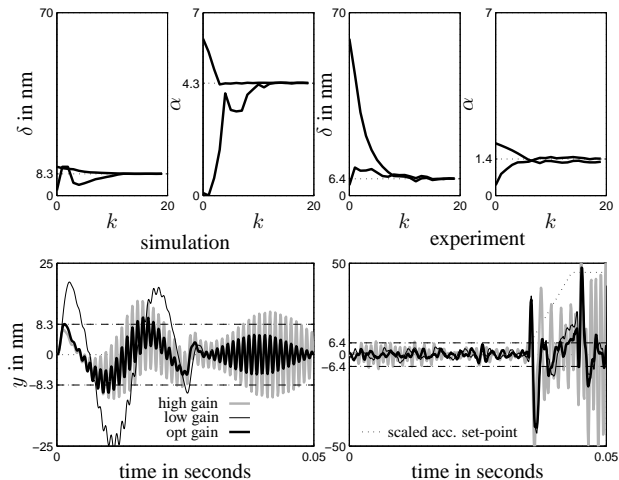 70
δ in nm
8.3
0
0
20
k
7
α
4.3
0
0
20
k
simulation
70
δ in nm
6.4
0
0
20
k
7
α
1.4
0
0
20
k
experiment
25
8.3
0
−8.3
−25
y in nm
high gain
low gain
opt gain
0
0.05
time in seconds
50
6.4
0
−6.4
−50
scaled acc. set-point
0
0.05
time in seconds